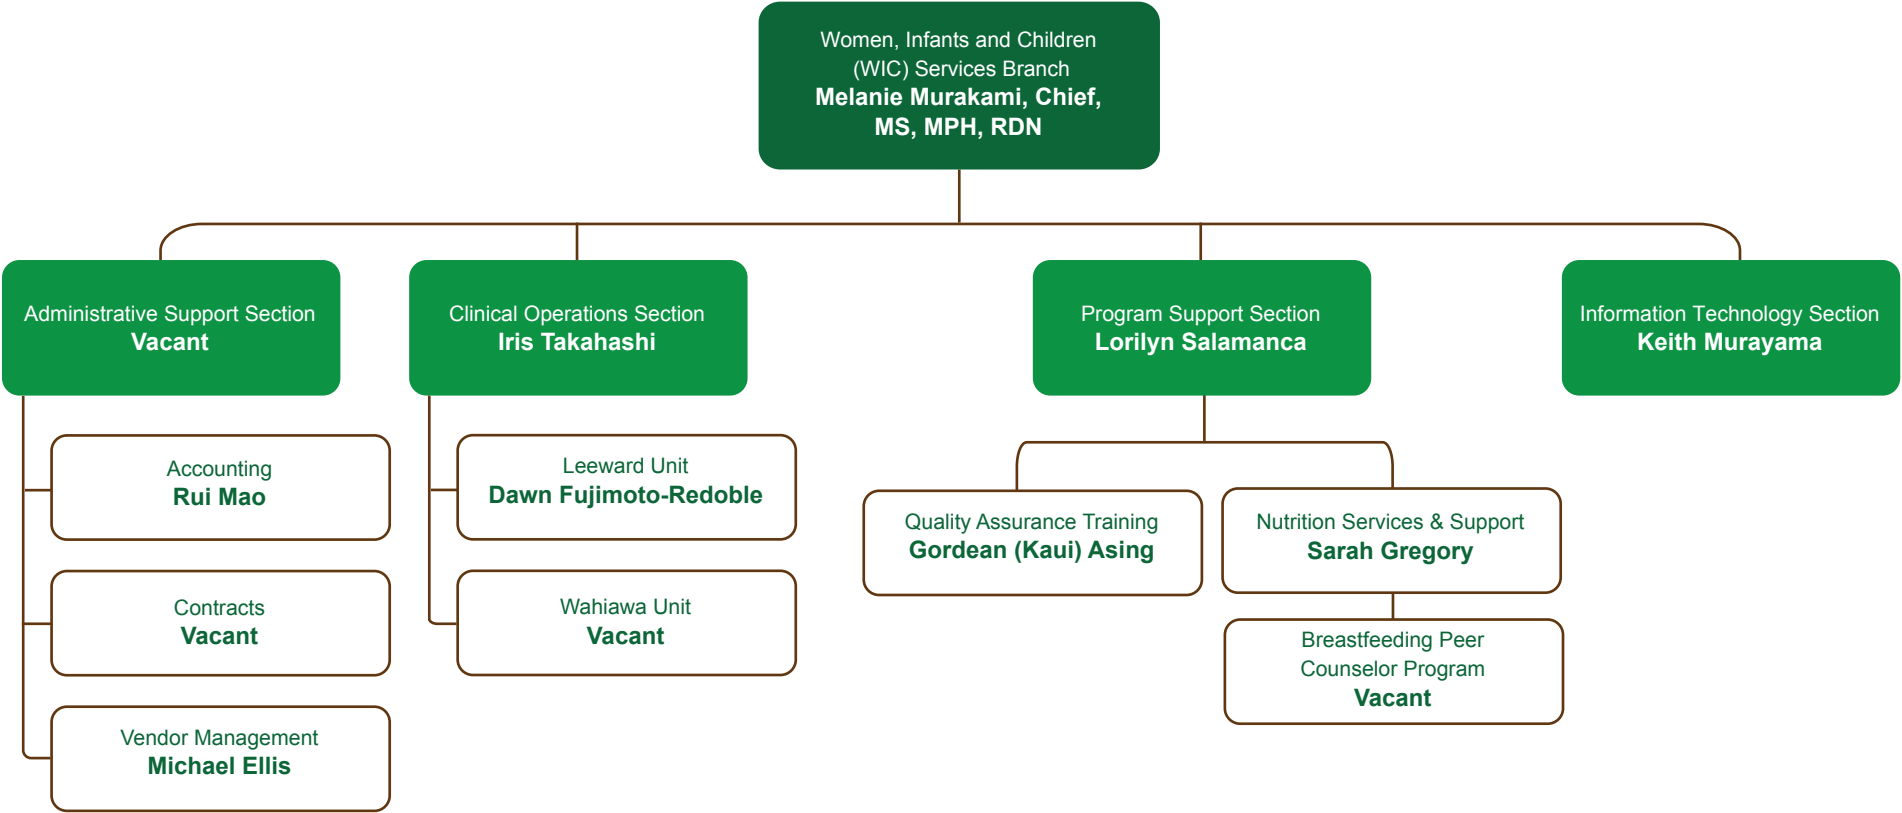 Women, Infants and Children
(WIC) Services Branch
Melanie Murakami, Chief,
MS, MPH, RDN
Administrative Support Section
Vacant
Clinical Operations Section
Iris Takahashi
Program Support Section
Lorilyn Salamanca
Information Technology Section
Keith Murayama
Accounting
Rui Mao
Contracts
Vacant
Vendor Management
Michael Ellis
Leeward Unit
Dawn Fujimoto-Redoble
Wahiawa Unit
Vacant
Quality Assurance Training
Gordean (Kaui) Asing
Nutrition Services & Support
Sarah Gregory
Breastfeeding Peer
Counselor Program
Vacant